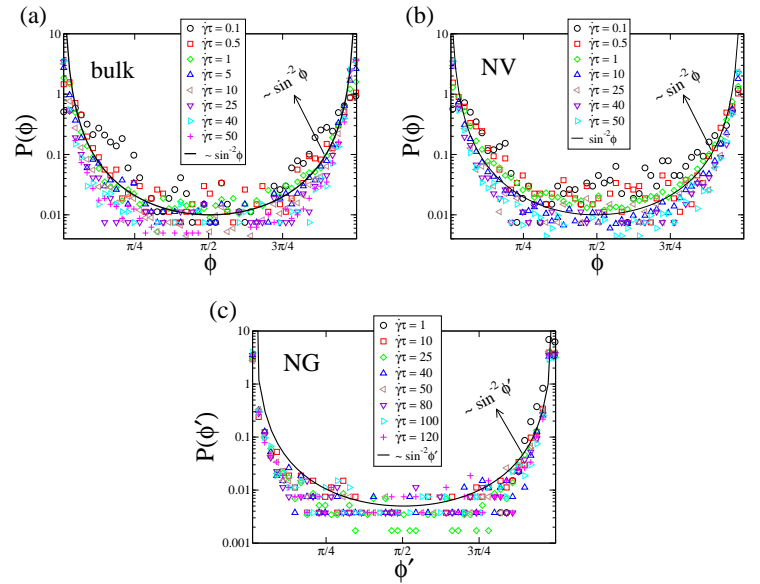 (a)
10
1
0.1
0.01
P(ϕ)
bulk
γ̇τ = 0.1
γ̇τ = 0.5
γ̇τ = 1
γ̇τ = 5
γ̇τ = 10
γ̇τ = 25
γ̇τ = 40
γ̇τ = 50
~ sin⁻²ϕ
~ sin⁻²ϕ
π/4
π/2
3π/4
ϕ
(b)
10
1
0.1
0.01
P(ϕ)
NV
γ̇τ = 0.1
γ̇τ = 0.5
γ̇τ = 1
γ̇τ = 10
γ̇τ = 25
γ̇τ = 40
γ̇τ = 50
sin⁻²ϕ
~ sin⁻²ϕ
π/4
π/2
3π/4
ϕ
(c)
10
1
0.1
0.01
0.001
P(ϕ′)
NG
γ̇τ = 1
γ̇τ = 10
γ̇τ = 25
γ̇τ = 40
γ̇τ = 50
γ̇τ = 80
γ̇τ = 100
γ̇τ = 120
~ sin⁻²ϕ′
~ sin⁻²ϕ′
π/4
π/2
3π/4
ϕ′